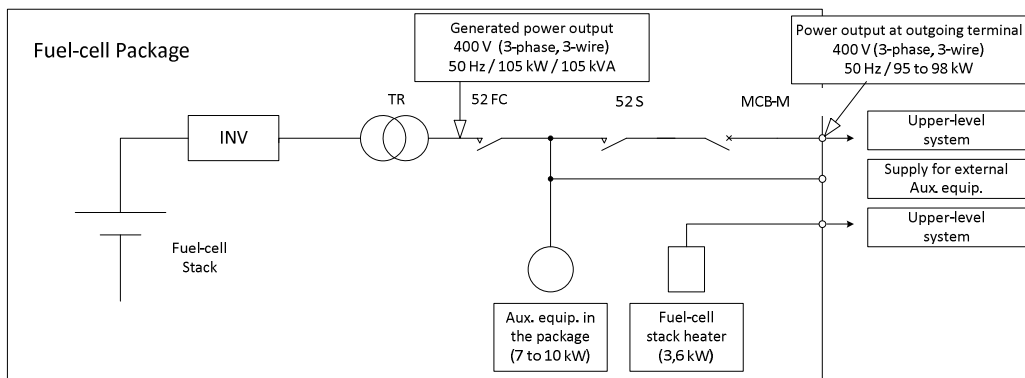 Fuel-cell Package
Generated power output
400 V (3-phase, 3-wire)
50 Hz / 105 kW / 105 kVA
Power output at outgoing terminal
400 V (3-phase, 3-wire)
50 Hz / 95 to 98 kW
TR
52 FC
52 S
MCB-M
INV
Upper-level
system
Supply for external
Aux. equip.
Upper-level
system
Fuel-cell
Stack
Aux. equip. in
the package
(7 to 10 kW)
Fuel-cell
stack heater
(3,6 kW)